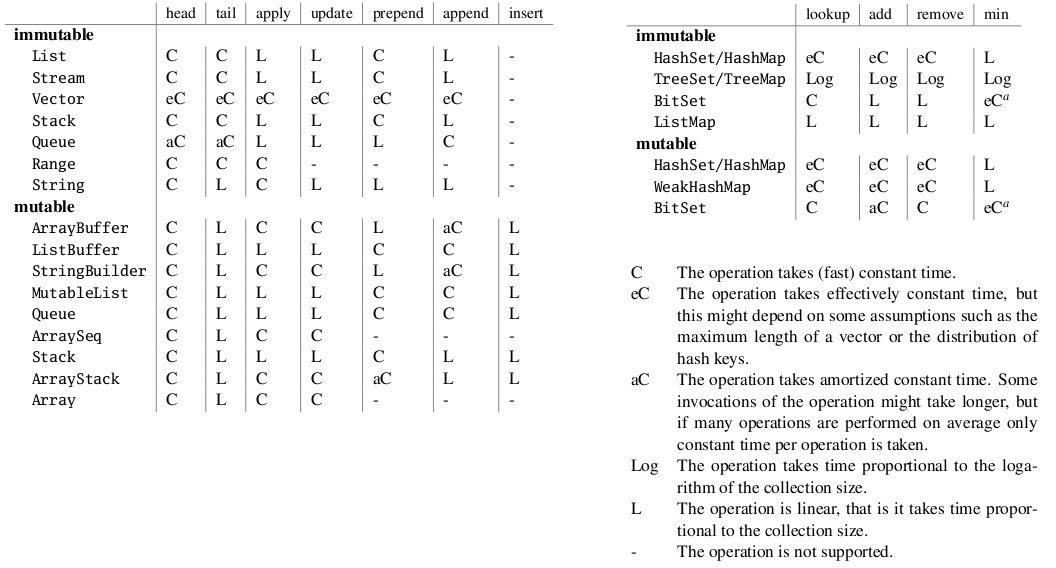 head tail apply update prepend append insert
immutable
List C C L L C L -
Stream C C L L C L -
Vector eC eC eC eC eC eC -
Stack C C L L C L -
Queue aC aC L L L C -
Range C C C - - - -
String C L C L L L -
mutable
ArrayBuffer C L C C L aC L
ListBuffer C L L L C C L
StringBuilder C L C C L aC L
MutableList C L L L C C L
Queue C L L L C C L
ArraySeq C L C C - - -
Stack C L L L C L L
ArrayStack C L C C aC L L
Array C L C C - - -
lookup add remove min
immutable
HashSet/HashMap eC eC eC L
TreeSet/TreeMap Log Log Log Log
BitSet C L L eCᵃ
ListMap L L L L
mutable
HashSet/HashMap eC eC eC L
WeakHashMap eC eC eC L
BitSet C aC C eCᵃ
C The operation takes (fast) constant time.
eC The operation takes effectively constant time, but
this might depend on some assumptions such as the
maximum length of a vector or the distribution of
hash keys.
aC The operation takes amortized constant time. Some
invocations of the operation might take longer, but
if many operations are performed on average only
constant time per operation is taken.
Log The operation takes time proportional to the loga-
rithm of the collection size.
L The operation is linear, that is it takes time propor-
tional to the collection size.
- The operation is not supported.